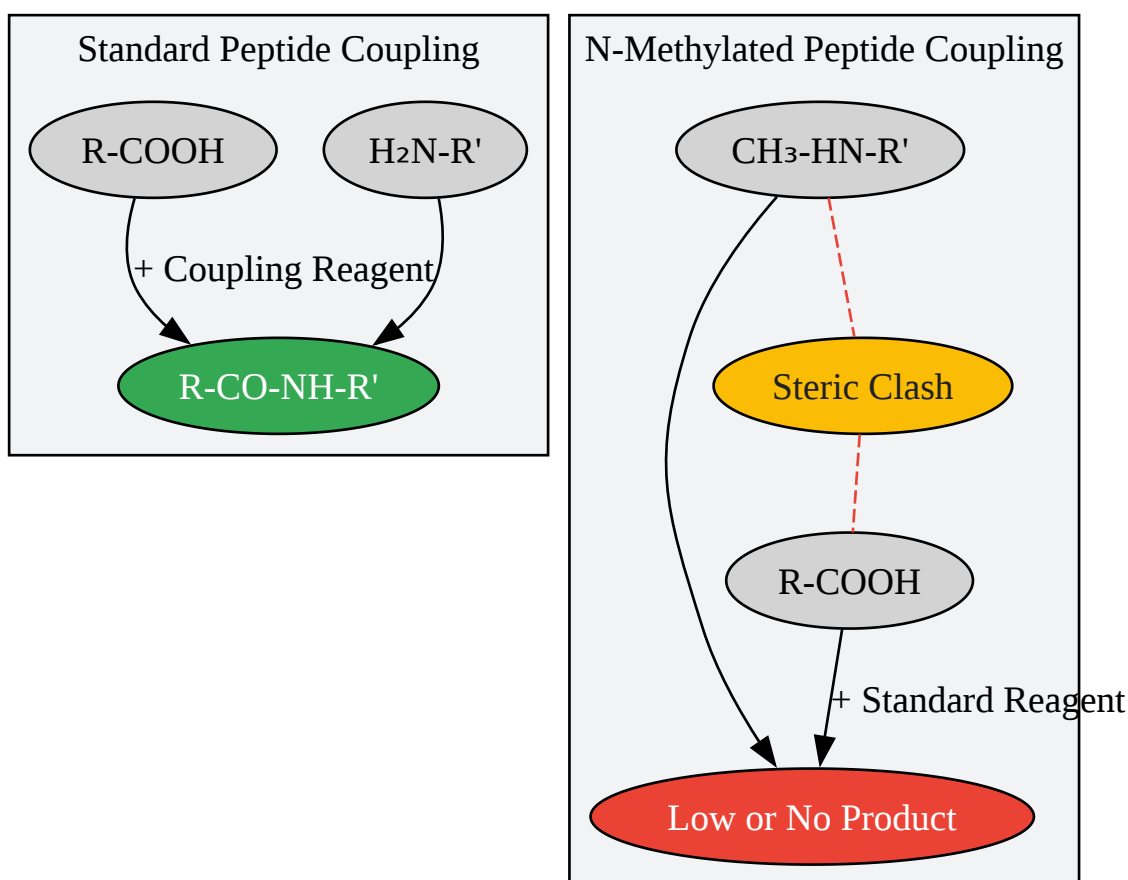 Standard Peptide Coupling
R-COOH
H₂N-R'
+ Coupling Reagent
R-CO-NH-R'
N-Methylated Peptide Coupling
CH₃-HN-R'
Steric Clash
R-COOH
+ Standard Reagent
Low or No Product